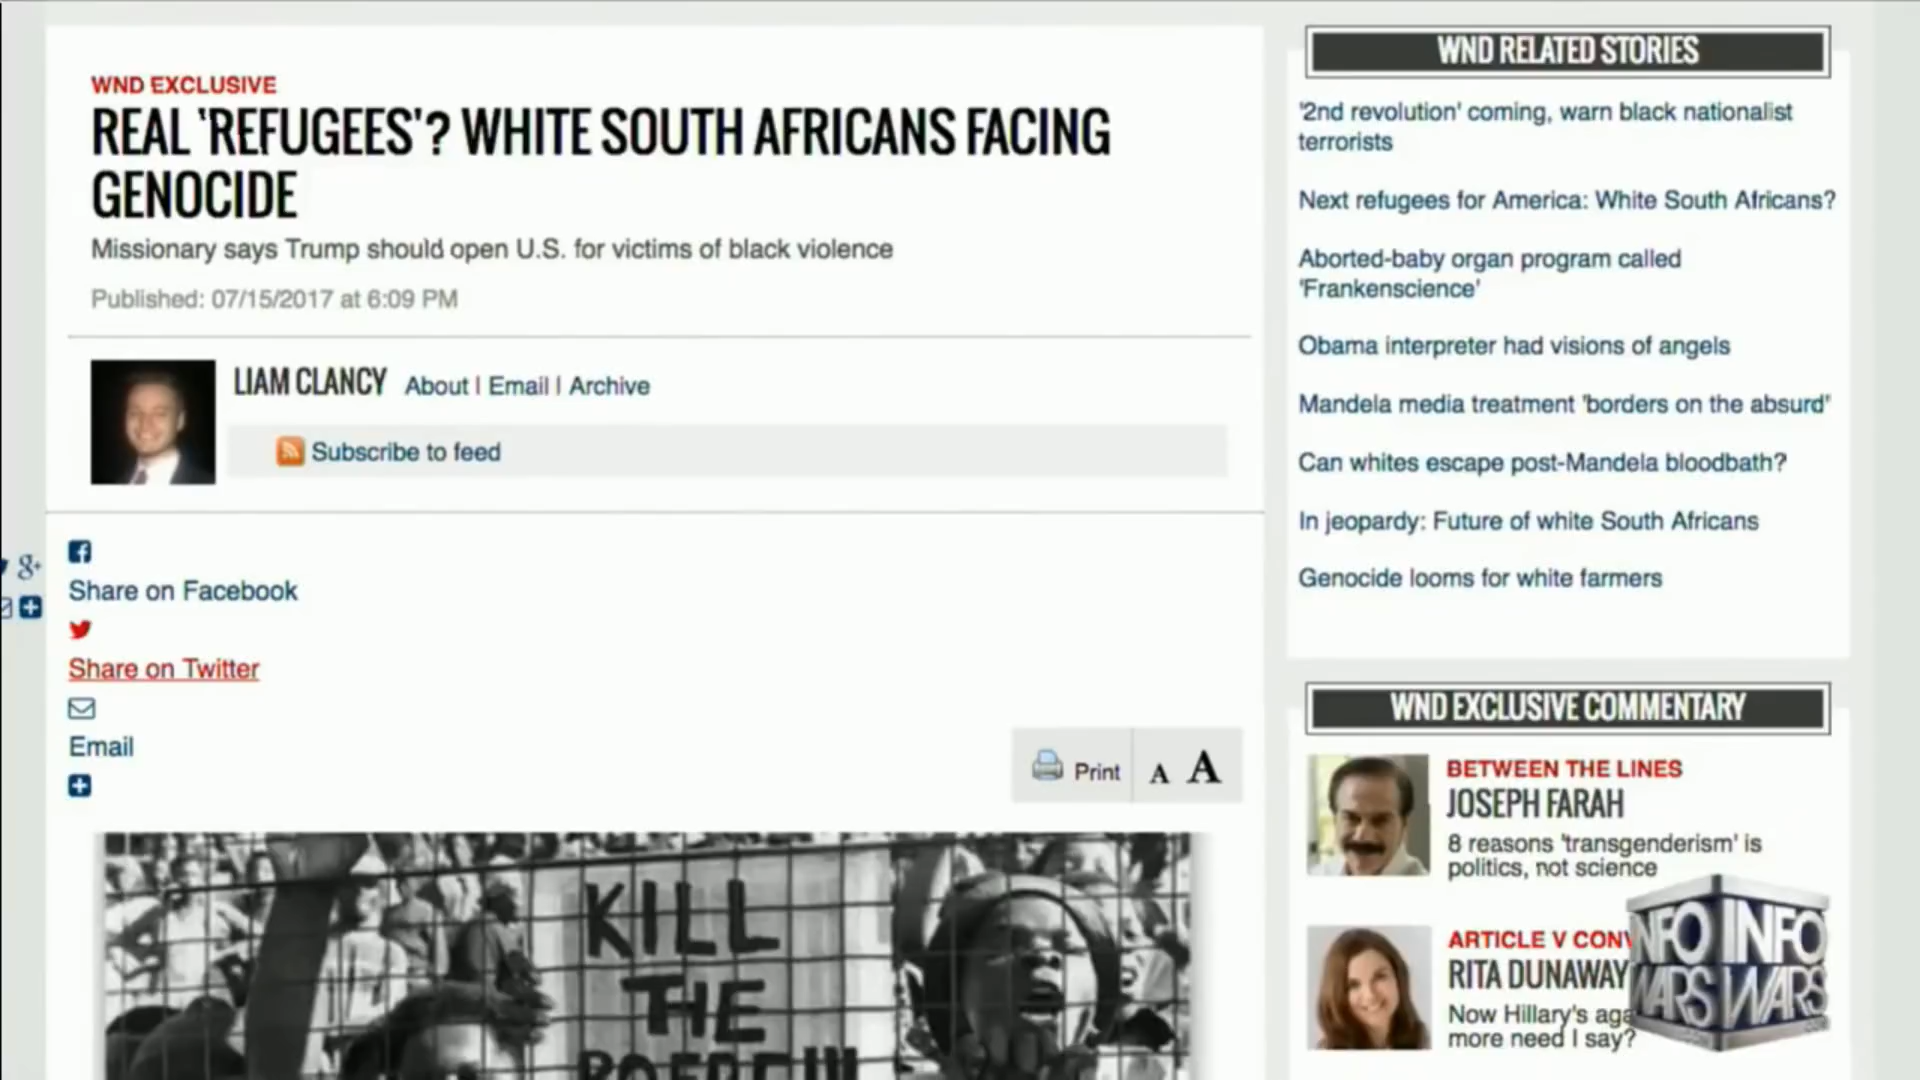 WND EXCLUSIVE
REAL 'REFUGEES'? WHITE SOUTH AFRICANS FACING
GENOCIDE
Missionary says Trump should open U.S. for victims of black violence
Published: 07/15/2017 at 6:09 PM
LIAM CLANCY About | Email | Archive
Subscribe to feed
g+
Share on Facebook
Share on Twitter
Email
Print A A
KILL
THE
WND RELATED STORIES
'2nd revolution' coming, warn black nationalist
terrorists
Next refugees for America: White South Africans?
Aborted-baby organ program called
'Frankenscience'
Obama interpreter had visions of angels
Mandela media treatment 'borders on the absurd'
Can whites escape post-Mandela bloodbath?
In jeopardy: Future of white South Africans
Genocide looms for white farmers
WND EXCLUSIVE COMMENTARY
BETWEEN THE LINES
JOSEPH FARAH
8 reasons 'transgenderism' is
politics, not science
ARTICLE V CONV
RITA DUNAWAY
Now Hillary's aga
more need I say?
INFO INFO
WARS WARS